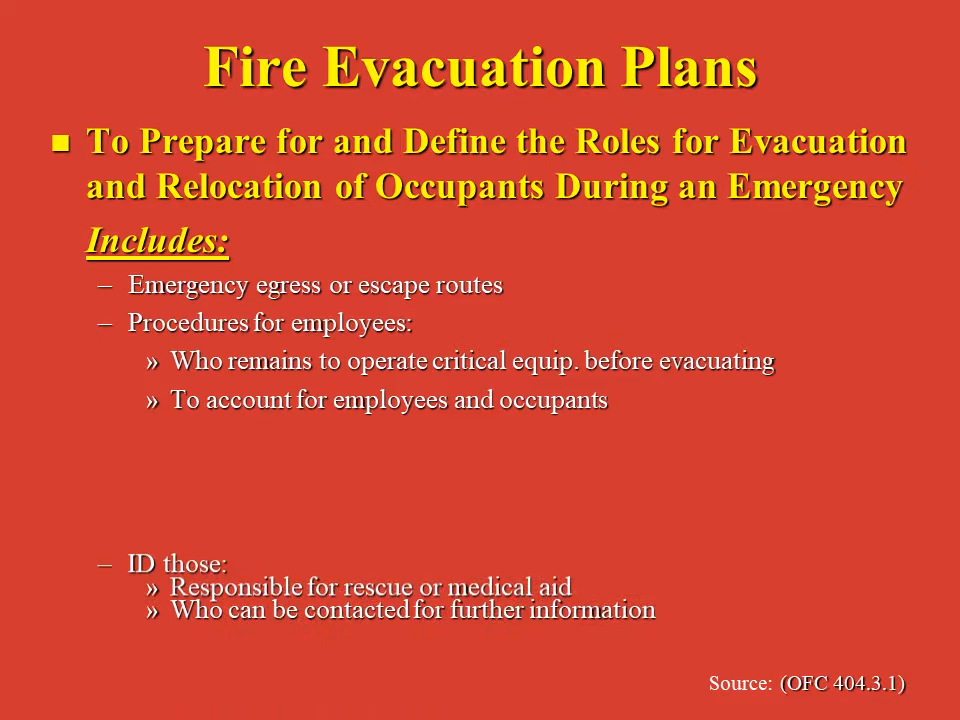 Fire Evacuation Plans
■ To Prepare for and Define the Roles for Evacuation
and Relocation of Occupants During an Emergency
Includes:
– Emergency egress or escape routes
– Procedures for employees:
» Who remains to operate critical equip. before evacuating
» To account for employees and occupants
– ID those:
» Responsible for rescue or medical aid
» Who can be contacted for further information
Source: (OFC 404.3.1)